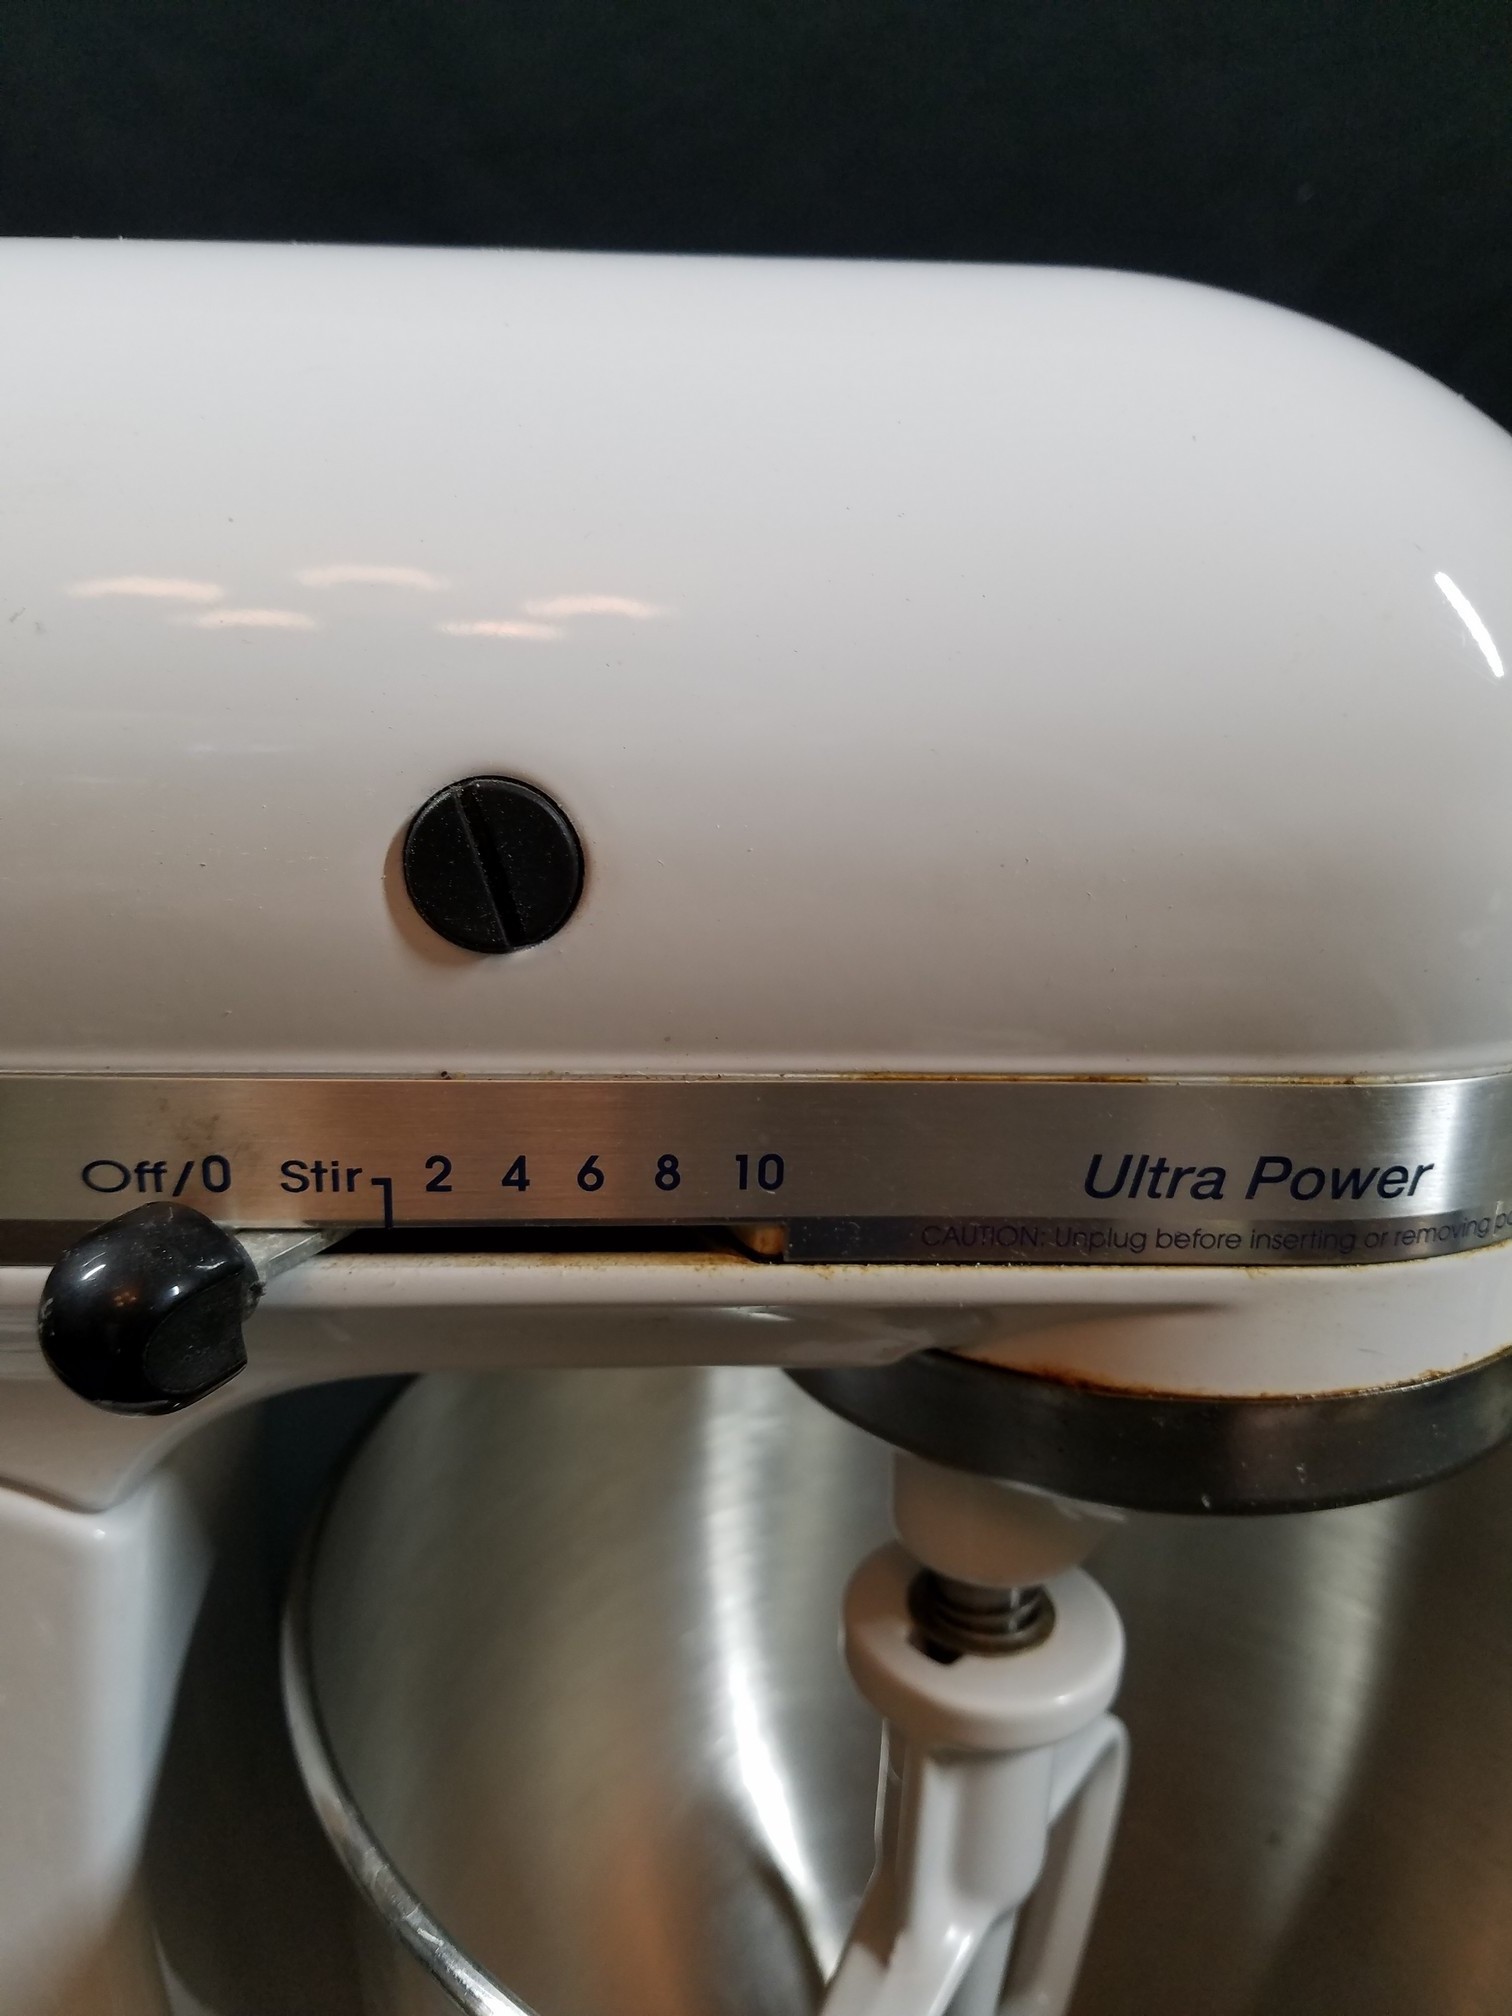 Off/0 Stir 2 4 6 8 10 Ultra Power
CAUTION: Unplug before inserting or removing